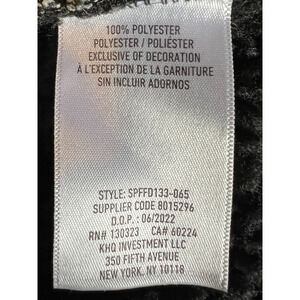 100% POLYESTER
POLYESTER / POLIÉSTER
EXCLUSIVE OF DECORATION
À L'EXCEPTION DE LA GARNITURE
SIN INCLUIR ADORNOS
STYLE: SPFFD133-065
SUPPLIER CODE 8015296
D.O.P. : 06/2022
RN# 130323 CA# 60224
KHQ INVESTMENT LLC
350 FIFTH AVENUE
NEW YORK, NY 10118